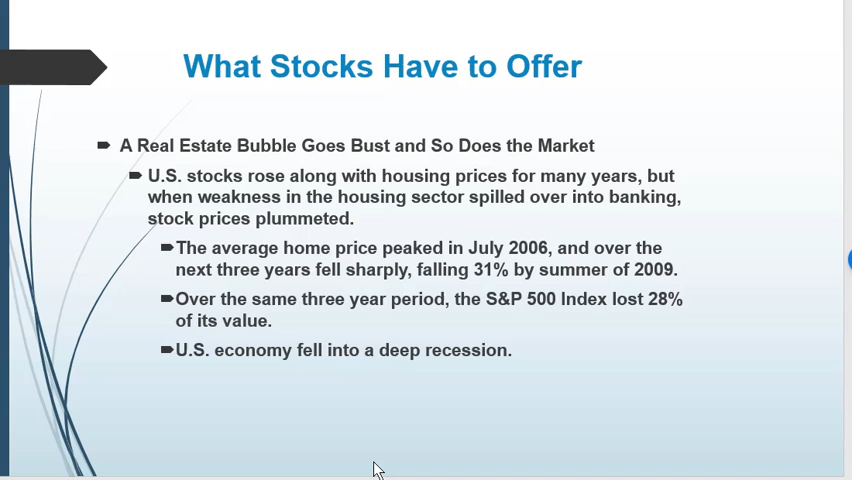 What Stocks Have to Offer
A Real Estate Bubble Goes Bust and So Does the Market
U.S. stocks rose along with housing prices for many years, but
when weakness in the housing sector spilled over into banking,
stock prices plummeted.
The average home price peaked in July 2006, and over the
next three years fell sharply, falling 31% by summer of 2009.
Over the same three year period, the S&P 500 Index lost 28%
of its value.
U.S. economy fell into a deep recession.